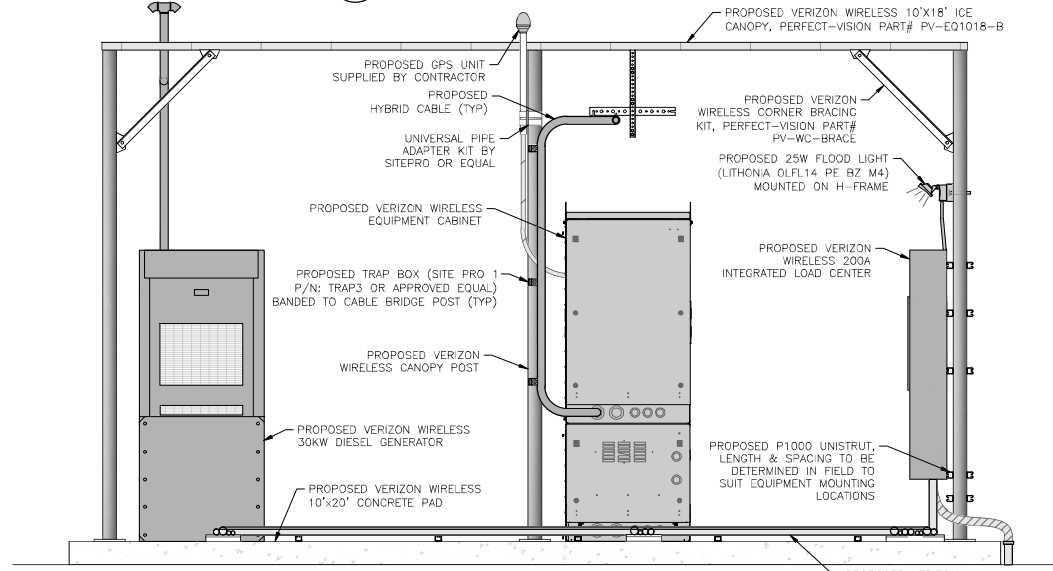 PROPOSED VERIZON WIRELESS 10'X18' ICE
CANOPY, PERFECT-VISION PART# PV-EQ1018-B
PROPOSED GPS UNIT
SUPPLIED BY CONTRACTOR
PROPOSED
HYBRID CABLE (TYP)
UNIVERSAL PIPE
ADAPTER KIT BY
SITEPRO OR EQUAL
PROPOSED VERIZON
WIRELESS CORNER BRACING
KIT, PERFECT-VISION PART#
PV-WC-BRACE
PROPOSED 25W FLOOD LIGHT
(LITHONIA OLFL14 PE BZ M4)
MOUNTED ON H-FRAME
PROPOSED VERIZON WIRELESS
EQUIPMENT CABINET
PROPOSED VERIZON
WIRELESS 200A
INTEGRATED LOAD CENTER
PROPOSED TRAP BOX (SITE PRO 1
P/N: TRAP3 OR APPROVED EQUAL)
BANDED TO CABLE BRIDGE POST (TYP)
PROPOSED VERIZON
WIRELESS CANOPY POST
PROPOSED VERIZON WIRELESS
30KW DIESEL GENERATOR
PROPOSED P1000 UNISTRUT,
LENGTH & SPACING TO BE
DETERMINED IN FIELD TO
SUIT EQUIPMENT MOUNTING
LOCATIONS
PROPOSED VERIZON WIRELESS
10'x20' CONCRETE PAD